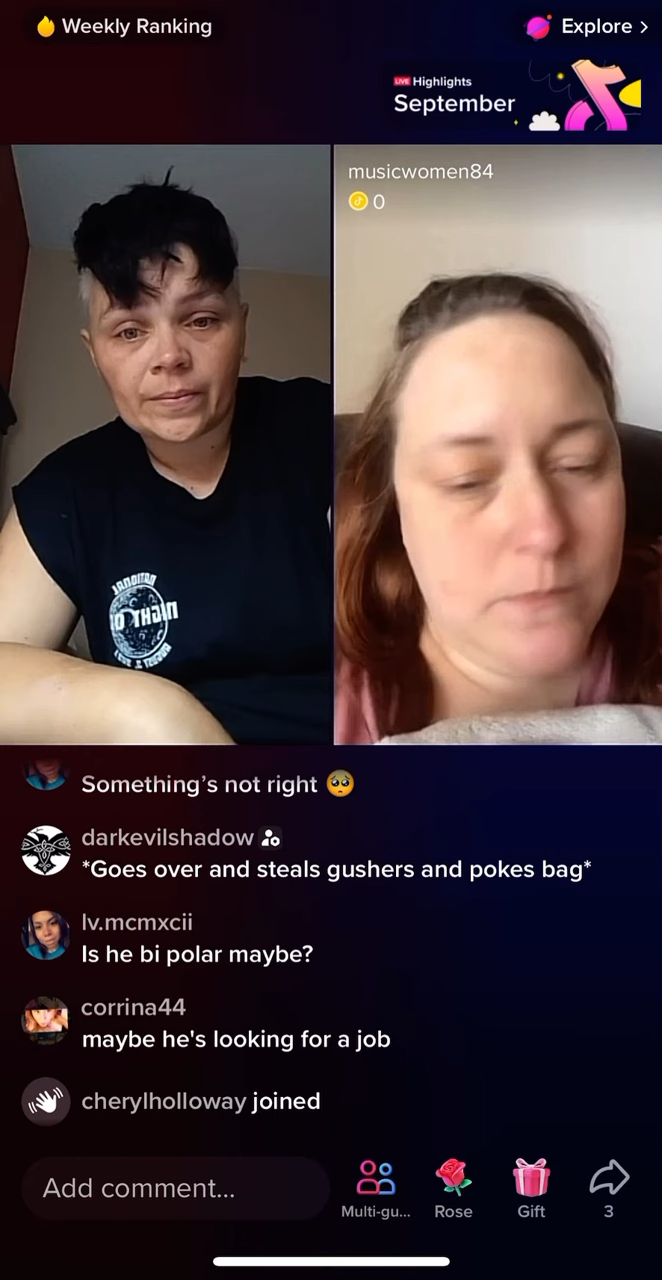 Weekly Ranking
Explore >
LIVE Highlights
September
musicwomen84
0
Something's not right 🥺
darkevilshadow
*Goes over and steals gushers and pokes bag*
lv.mcmxcii
Is he bi polar maybe?
corrina44
maybe he's looking for a job
cherylholloway joined
Add comment...
Multi-gu...
Rose
Gift
3